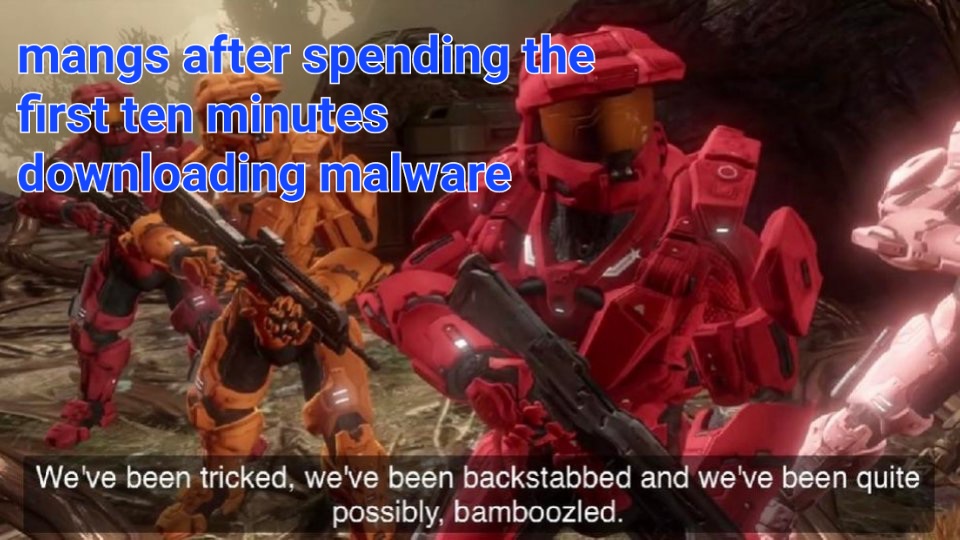 mangs after spending the
first ten minutes
downloading malware
We've been tricked, we've been backstabbed and we've been quite
possibly, bamboozled.